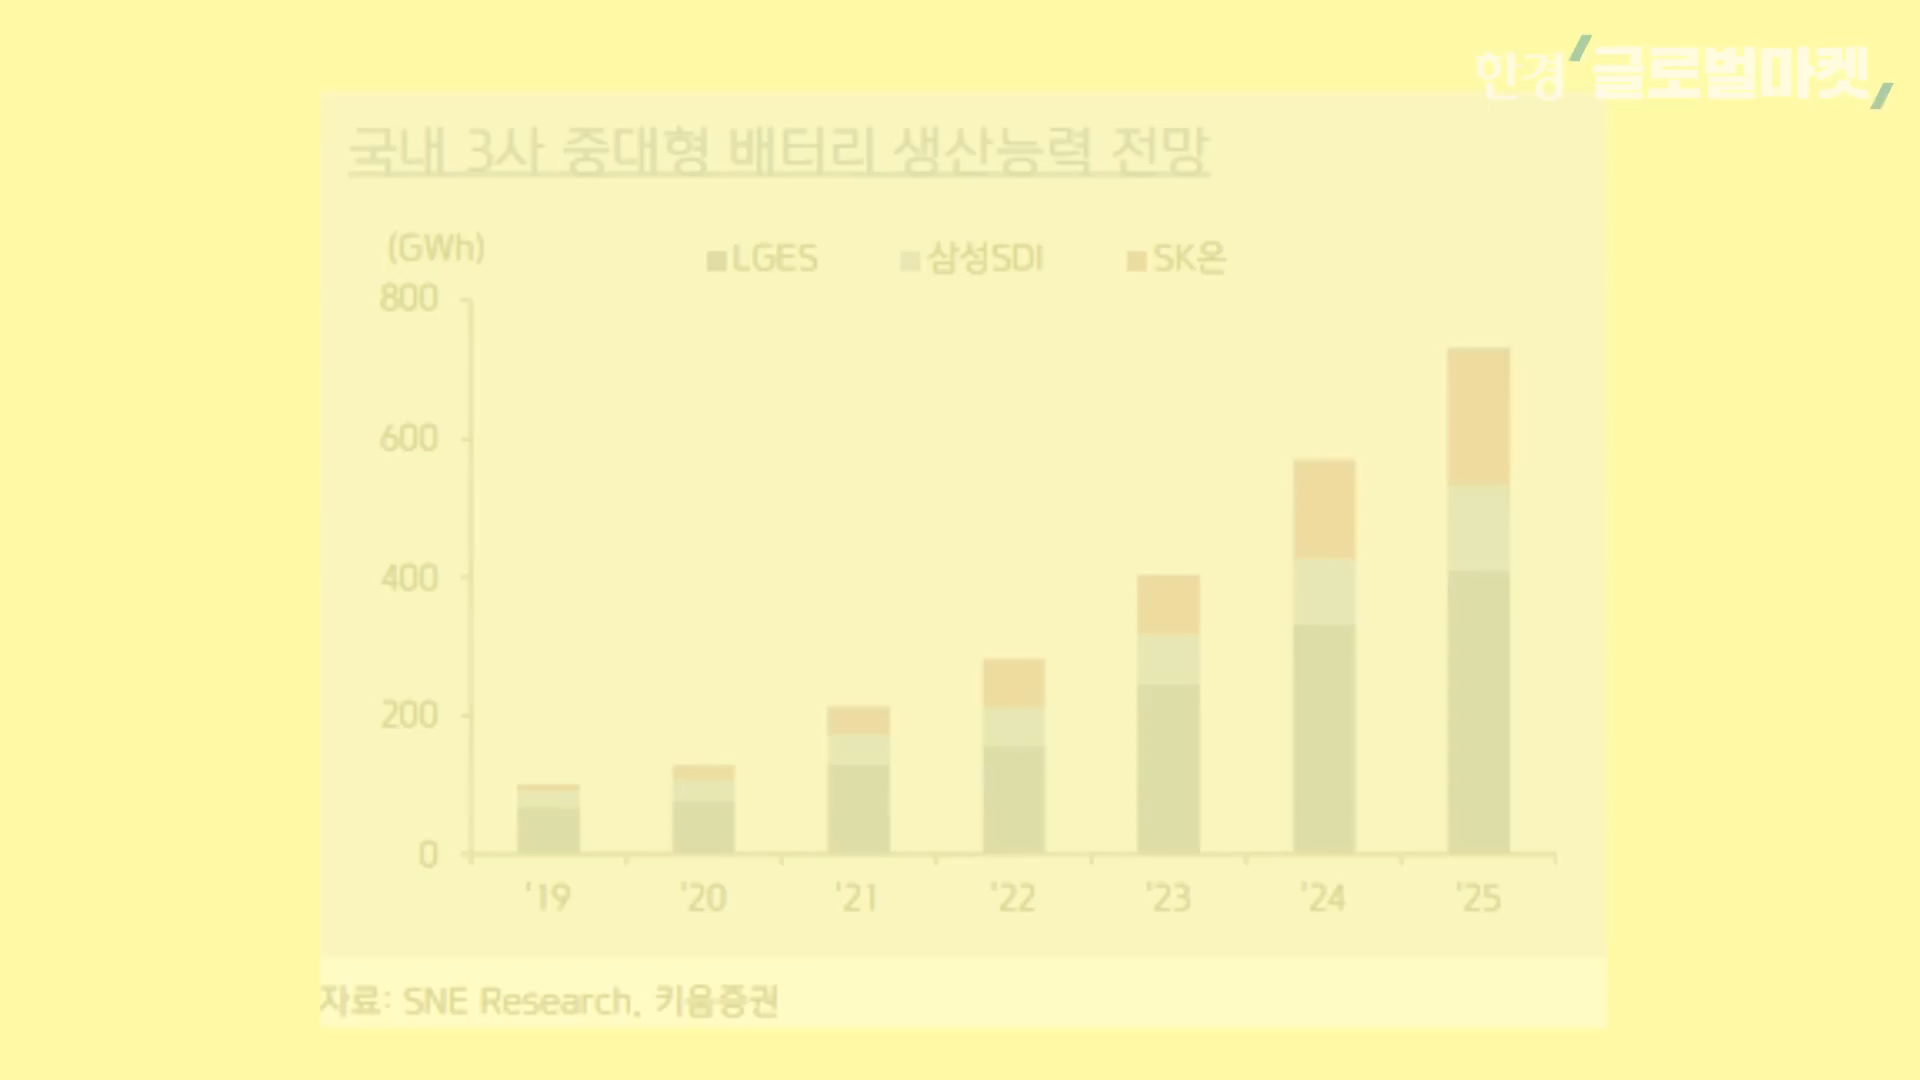 한경 글로벌마켓
국내 3사 중대형 배터리 생산능력 전망
(GWh)
LGES 삼성SDI SK온
800
600
400
200
0
'19 '20 '21 '22 '23 '24 '25
자료: SNE Research, 키움증권